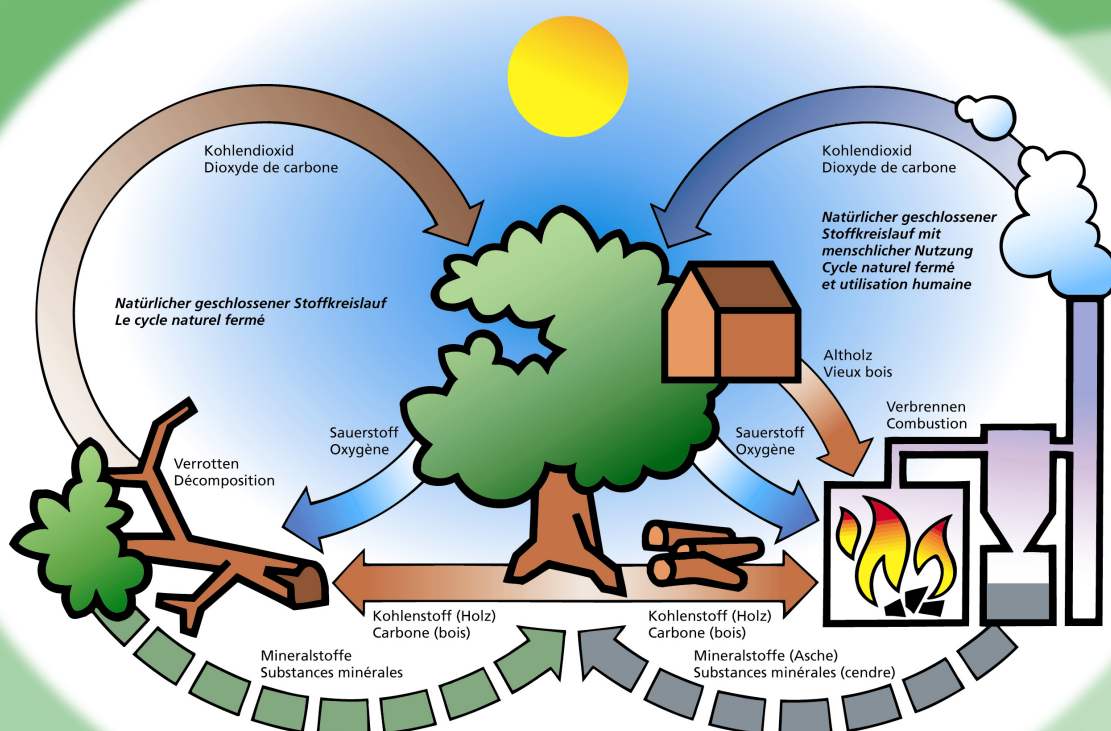 Kohlendioxid
Dioxyde de carbone
Kohlendioxid
Dioxyde de carbone
Natürlicher geschlossener
Stoffkreislauf mit
menschlicher Nutzung
Cycle naturel fermé
et utilisation humaine
Natürlicher geschlossener Stoffkreislauf
Le cycle naturel fermé
Altholz
Vieux bois
Verbrennen
Combustion
Sauerstoff
Oxygène
Sauerstoff
Oxygène
Verrotten
Décomposition
Kohlenstoff (Holz)
Carbone (bois)
Kohlenstoff (Holz)
Carbone (bois)
Mineralstoffe
Substances minérales
Mineralstoffe (Asche)
Substances minérales (cendre)